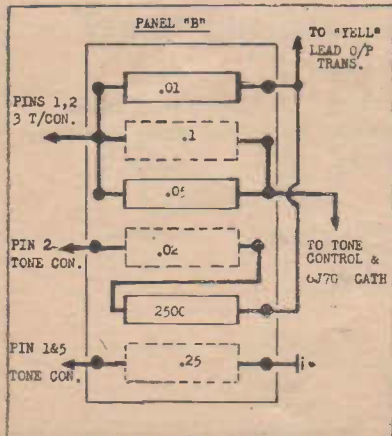 PANEL "B"
TO "YELL"
LEAD O/P
TRANS.
.01
PINS 1,2
3 T/CON.
.1
.05
PIN 2
TONE CON.
.02
TO TONE
CONTROL &
6J7G CATH
2500
PIN 1&5
TONE CON.
.25